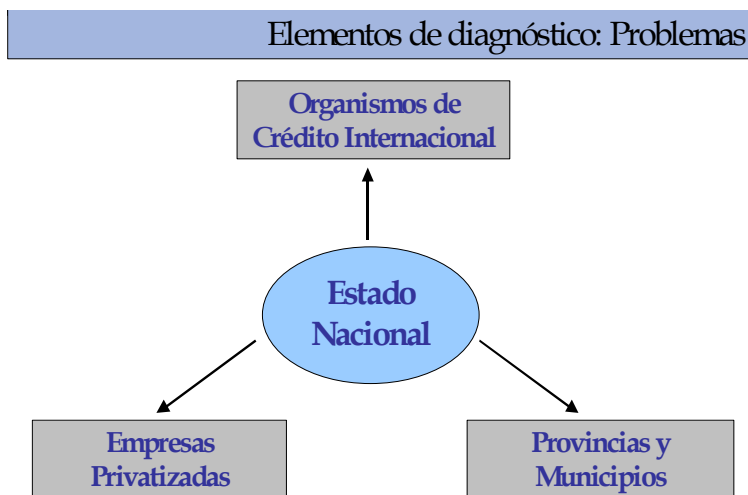 Elementos de diagnóstico: Problemas
Organismos de
Crédito Internacional
Estado
Nacional
Empresas
Privatizadas
Provincias y
Municipios